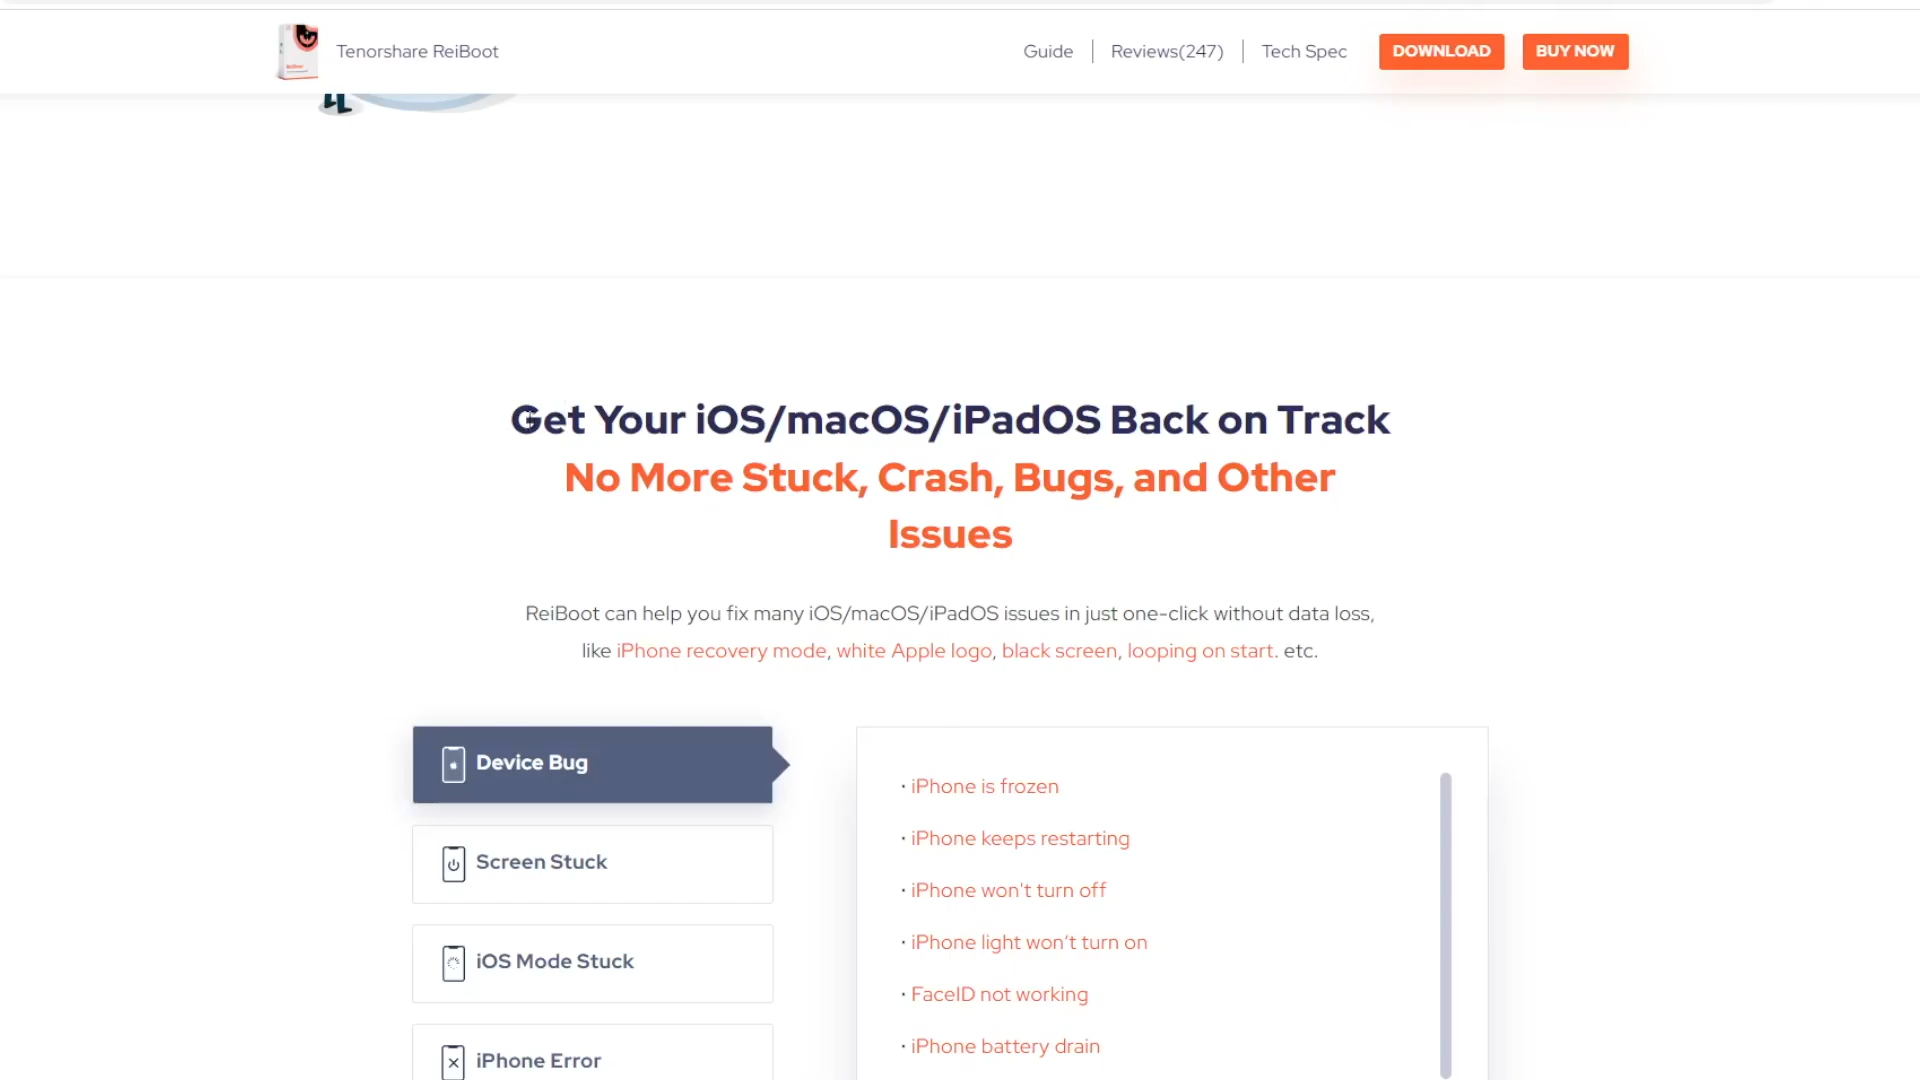 Tenorshare ReiBoot
Guide
Reviews(247)
Tech Spec
DOWNLOAD
BUY NOW
Get Your iOS/macOS/iPadOS Back on Track
No More Stuck, Crash, Bugs, and Other
Issues
ReiBoot can help you fix many iOS/macOS/iPadOS issues in just one-click without data loss,
like iPhone recovery mode, white Apple logo, black screen, looping on start. etc.
Device Bug
Screen Stuck
iOS Mode Stuck
iPhone Error
· iPhone is frozen
· iPhone keeps restarting
· iPhone won't turn off
· iPhone light won’t turn on
· FaceID not working
· iPhone battery drain